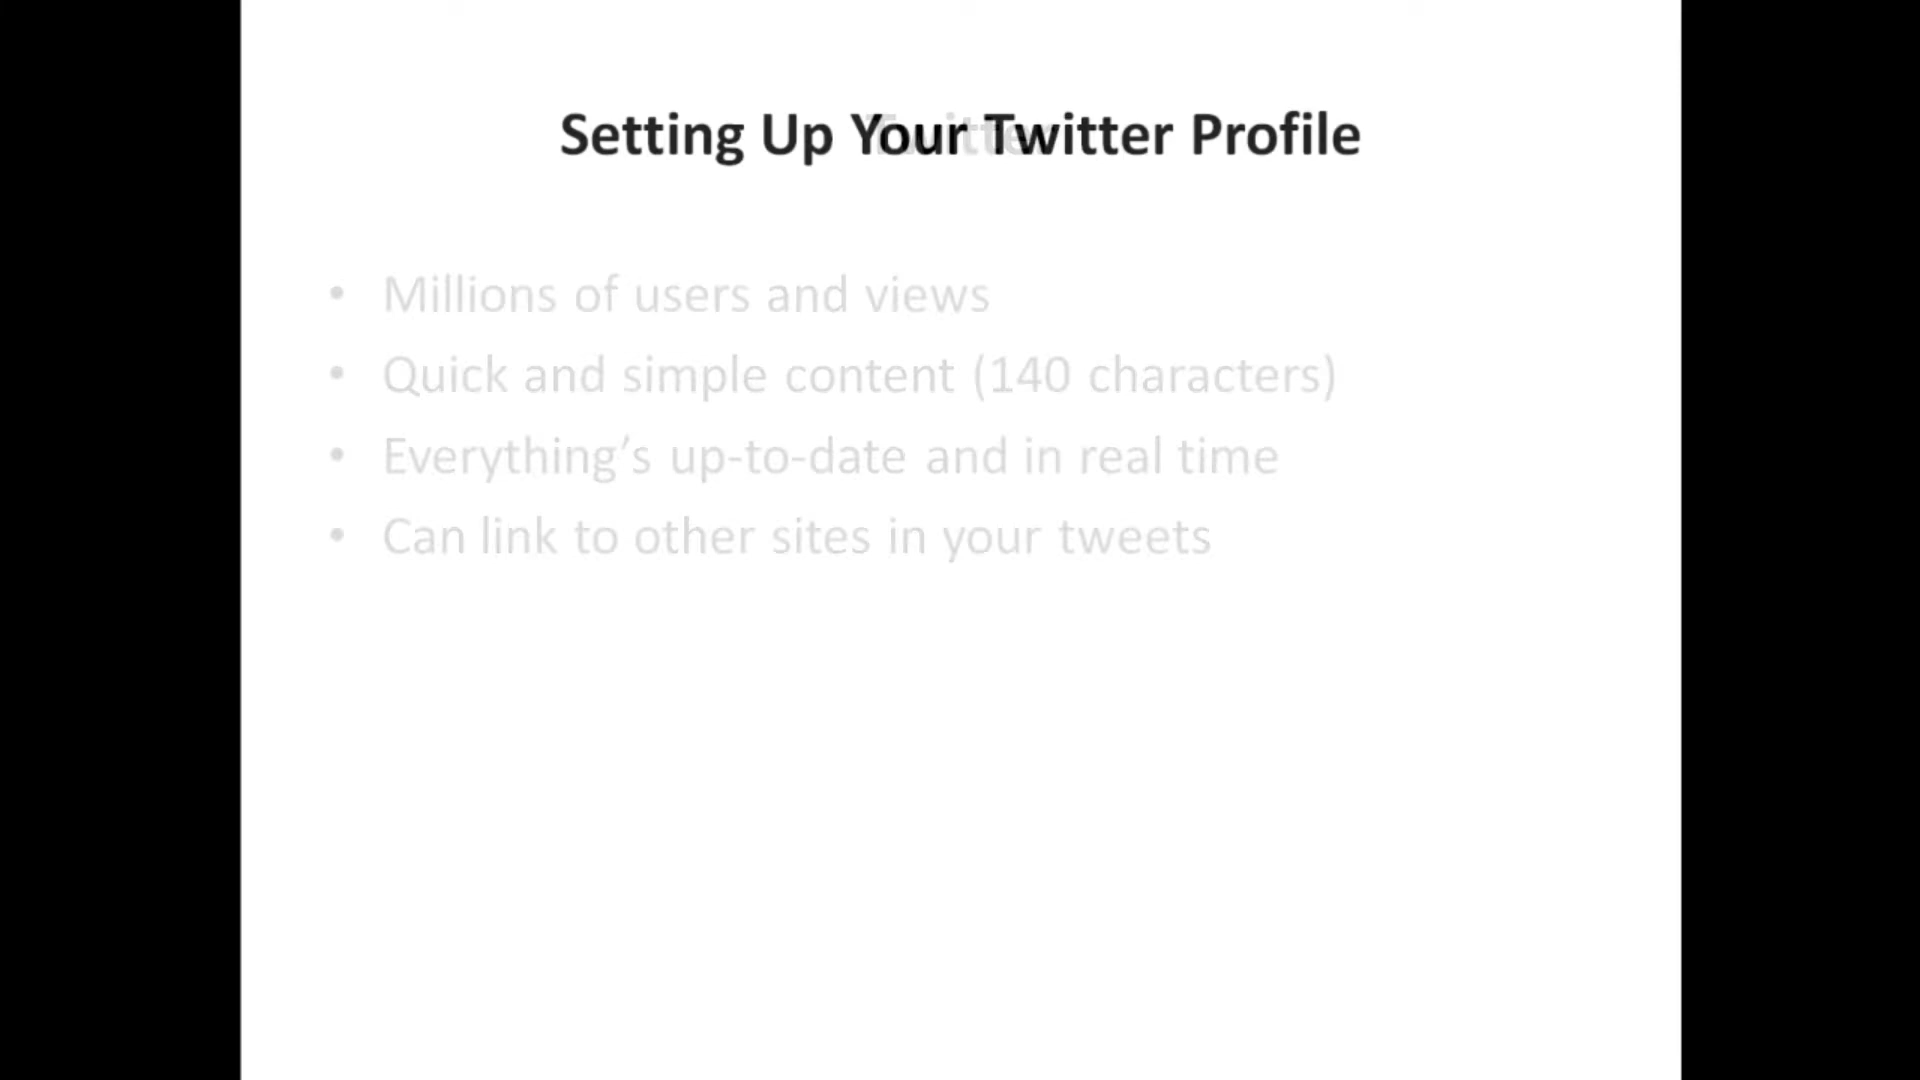 Setting Up Your Twitter Profile
Twitter
• Millions of users and views
• Quick and simple content (140 characters)
• Everything’s up-to-date and in real time
• Can link to other sites in your tweets